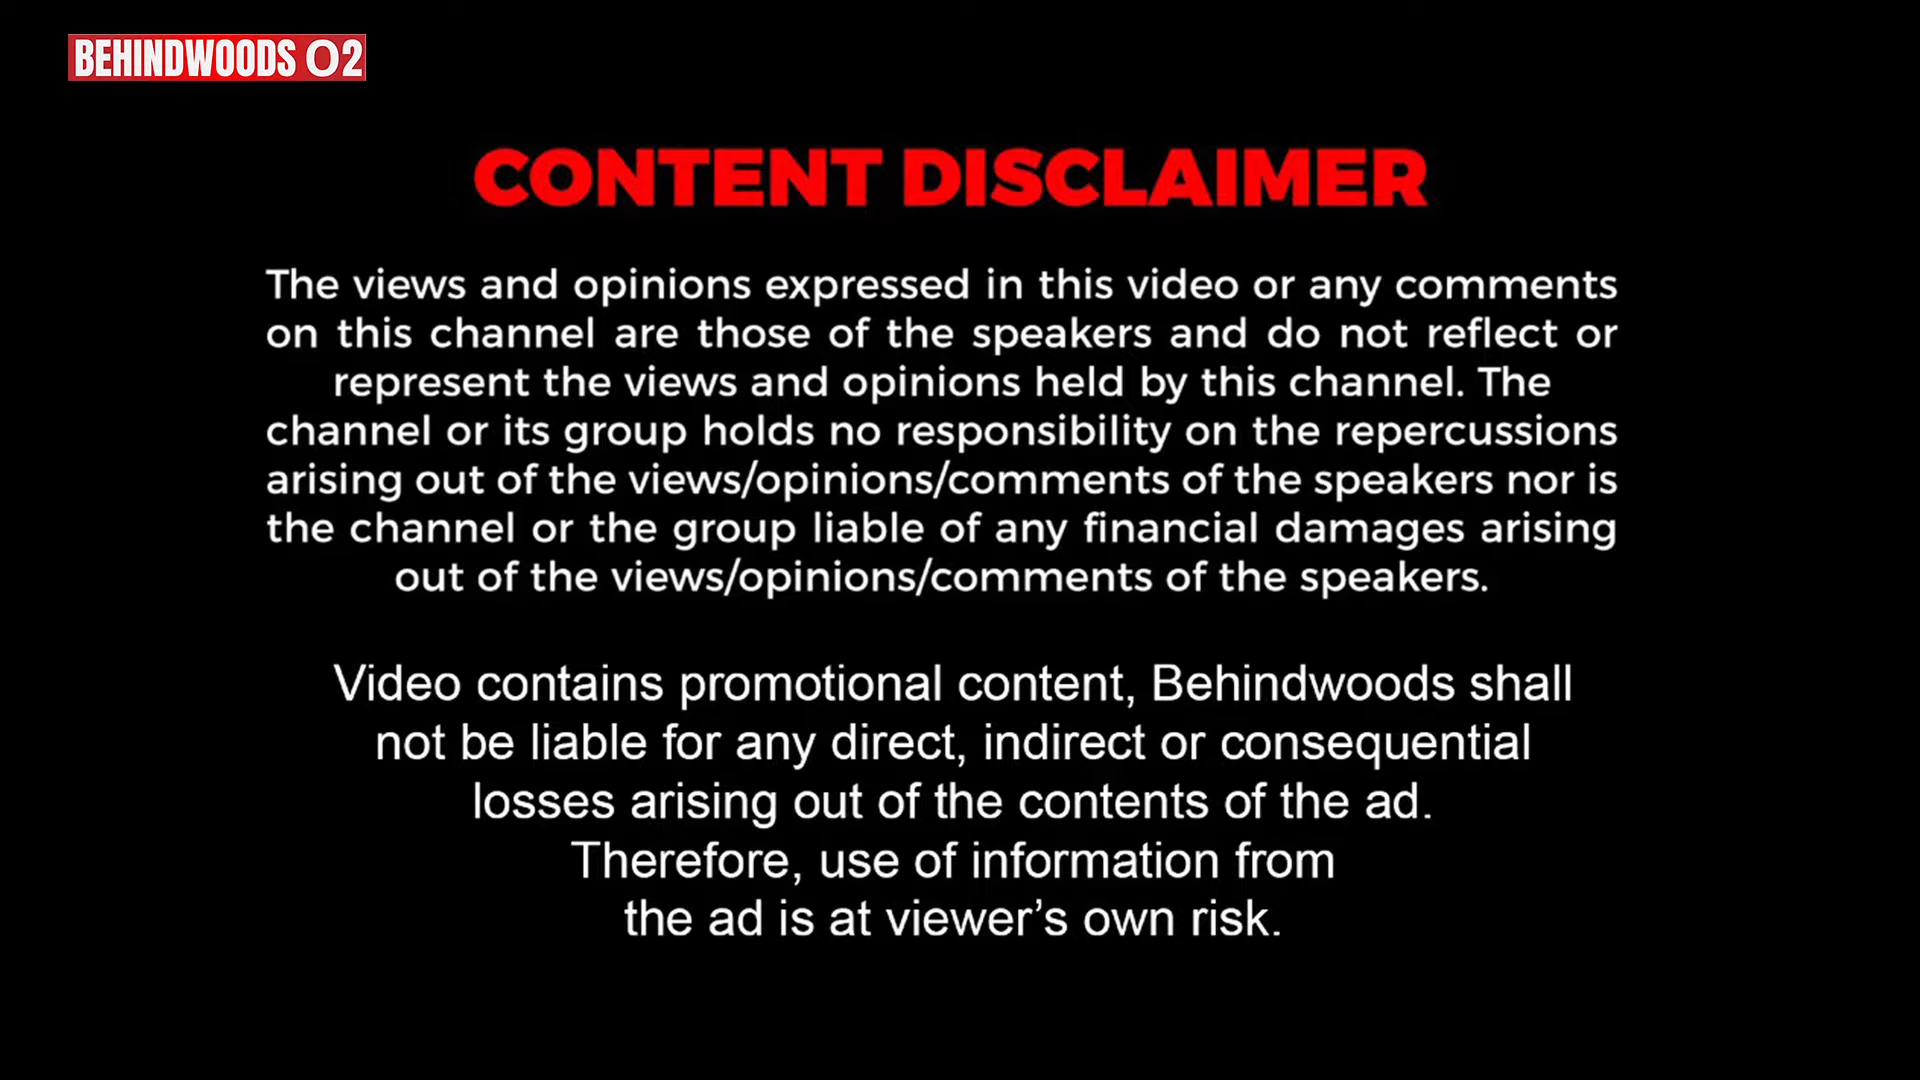 BEHINDWOODS O2
CONTENT DISCLAIMER
The views and opinions expressed in this video or any comments
on this channel are those of the speakers and do not reflect or
represent the views and opinions held by this channel. The
channel or its group holds no responsibility on the repercussions
arising out of the views/opinions/comments of the speakers nor is
the channel or the group liable of any financial damages arising
out of the views/opinions/comments of the speakers.
Video contains promotional content, Behindwoods shall
not be liable for any direct, indirect or consequential
losses arising out of the contents of the ad.
Therefore, use of information from
the ad is at viewer’s own risk.